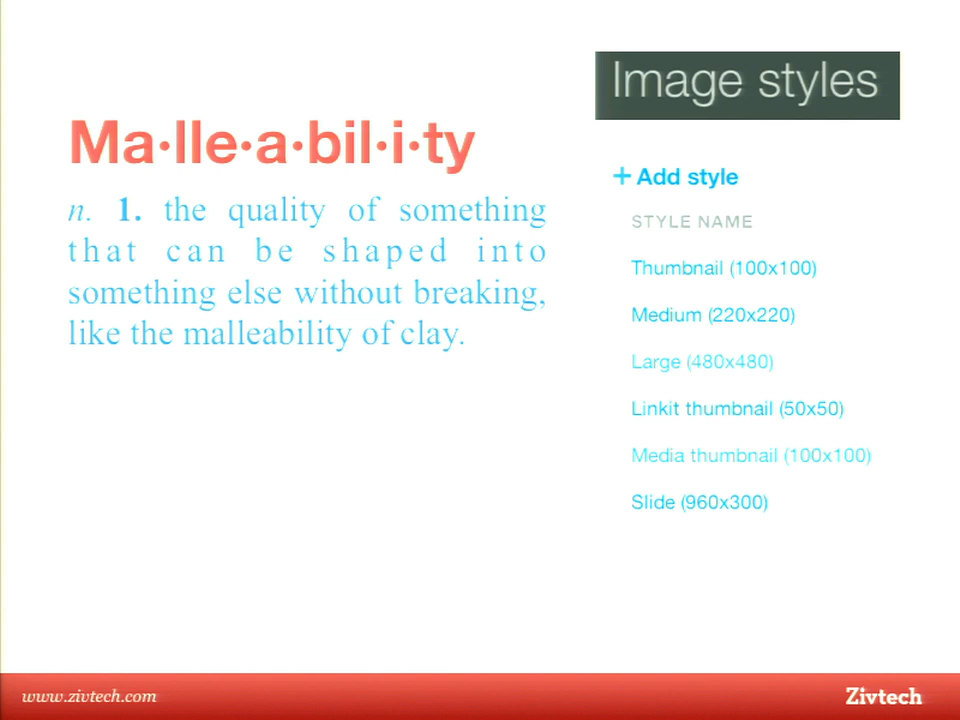 Ma·lle·a·bil·i·ty
n. 1. the quality of something
that can be shaped into
something else without breaking,
like the malleability of clay.
Image styles
+ Add style
STYLE NAME
Thumbnail (100x100)
Medium (220x220)
Large (480x480)
Linkit thumbnail (50x50)
Media thumbnail (100x100)
Slide (960x300)
www.zivtech.com
Zivtech